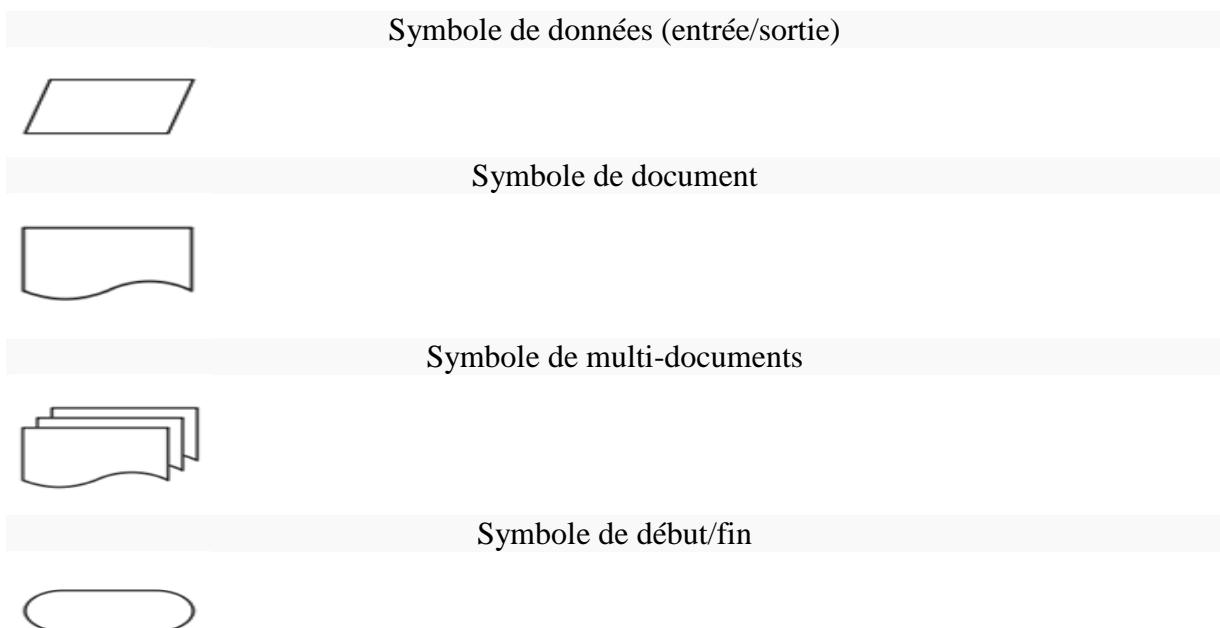 Symbole de données (entrée/sortie)
Symbole de document
Symbole de multi-documents
Symbole de début/fin